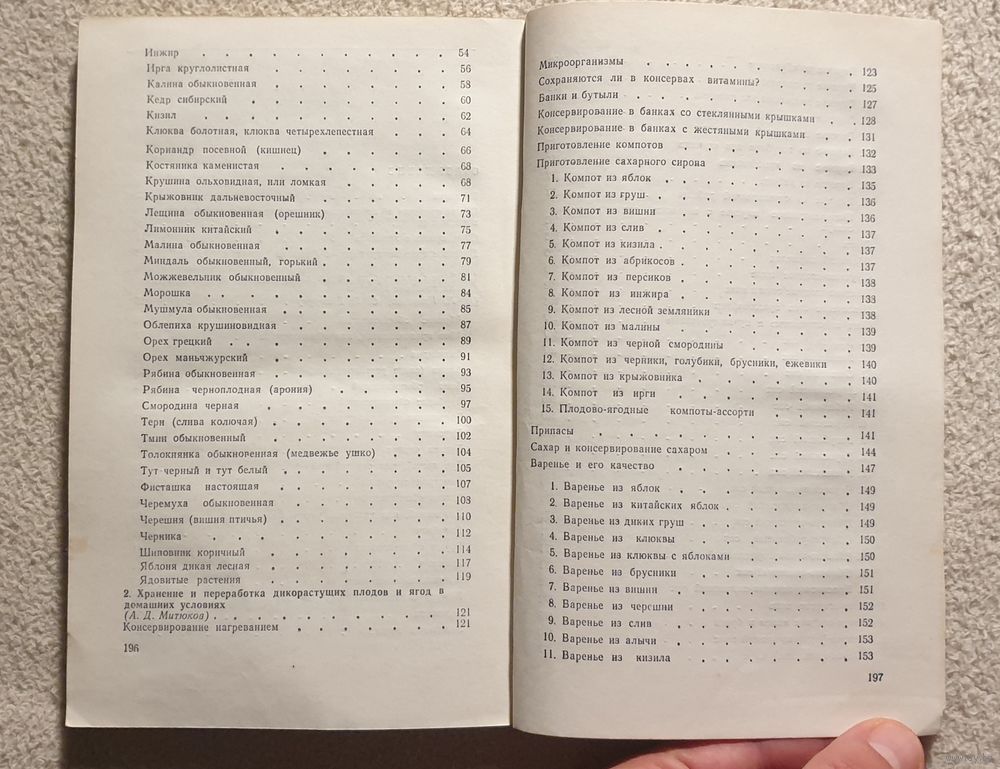 Инжир . . . . . . . . . . 54
Ирга круглолистная . . . . . . . 56
Калина обыкновенная . . . . . . . 58
Кедр сибирский . . . . . . . . 60
Кизил . . . . . . . . . . 62
Клюква болотная, клюква четырехлепестная . . . . 64
Кориандр посевной (кишнец) . . . . . . 66
Костяника каменистая . . . . . . . 68
Крушина ольховидная, или ломкая . . . . . 68
Крыжовник дальневосточный . . . . . . 71
Лещина обыкновенная (орешник) . . . . . 73
Лимонник китайский . . . . . . . 75
Малина обыкновенная . . . . . . . 77
Миндаль обыкновенный, горький . . . . . . 79
Можжевельник обыкновенный . . . . . . 81
Морошка . . . . . . . . . 84
Мушмула обыкновенная . . . . . . . 85
Облепиха крушиновидная . . . . . . 87
Орех грецкий . . . . . . . . 89
Орех маньчжурский . . . . . . . 91
Рябина обыкновенная . . . . . . . 93
Рябина черноплодная (арония) . . . . . 95
Смородина черная . . . . . . . 97
Терн (слива колючая) . . . . . . . 100
Тмин обыкновенный . . . . . . . 102
Толокнянка обыкновенная (медвежье ушко) . . . 104
Тут черный и тут белый . . . . . . 105
Фисташка настоящая . . . . . . . 107
Черемуха обыкновенная . . . . . . 108
Черешня (вишня птичья) . . . . . . . 110
Черника . . . . . . . . . 112
Шиповник коричный . . . . . . . 114
Яблоня дикая лесная . . . . . . . 117
Ядовитые растения . . . . . . . 119
2. Хранение и переработка дикорастущих плодов и ягод в
домашних условиях
(А. Д. Митюков) . . . . . . . . . 121
Консервирование нагреванием . . . . . . 121
196
Микроорганизмы . . . . . . . . 123
Сохраняются ли в консервах витамины? . . . . 125
Банки и бутыли . . . . . . . . 127
Консервирование в банках со стеклянными крышками . . 128
Консервирование в банках с жестяными крышками . . 131
Приготовление компотов . . . . . . . 132
Приготовление сахарного сиропа . . . . . 133
1. Компот из яблок . . . . . . . 135
2. Компот из груш . . . . . . . 136
3. Компот из вишни . . . . . . . 136
4. Компот из слив . . . . . . . 137
5. Компот из кизила . . . . . . . 137
6. Компот из абрикосов . . . . . . . 137
7. Компот из персиков . . . . . . 138
8. Компот из инжира . . . . . . . 138
9. Компот из лесной земляники . . . . . 138
10. Компот из малины . . . . . . . 139
11. Компот из черной смородины . . . . . 139
12. Компот из черники, голубики, брусники, ежевики . 140
13. Компот из крыжовника . . . . . . 140
14. Компот из ирги . . . . . . . 141
15. Плодово-ягодные компоты-ассорти . . . . 141
Припасы . . . . . . . . . . 141
Сахар и консервирование сахаром . . . . . 144
Варенье и его качество . . . . . . . 147
1. Варенье из яблок . . . . . . . 149
2. Варенье из китайских яблок . . . . . . 149
3. Варенье из диких груш . . . . . . 149
4. Варенье из клюквы . . . . . . . 150
5. Варенье из клюквы с яблоками . . . . . 150
6. Варенье из брусники . . . . . . 151
7. Варенье из вишни . . . . . . . 151
8. Варенье из черешни . . . . . . 152
9. Варенье из слив . . . . . . . 152
10. Варенье из алычи . . . . . . . 153
11. Варенье из кизила . . . . . . . 153
197